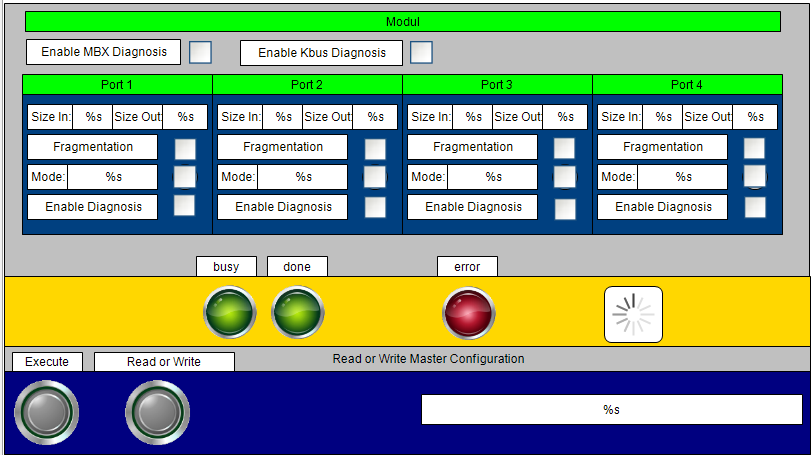 Modul
Enable MBX Diagnosis Enable Kbus Diagnosis
Port 1 Port 2 Port 3 Port 4
Size In: %s Size Out %s Size In: %s Size Out %s Size In: %s Size Out %s Size In: %s Size Out %s
Fragmentation Fragmentation Fragmentation Fragmentation
Mode: %s Mode: %s Mode: %s Mode: %s
Enable Diagnosis Enable Diagnosis Enable Diagnosis Enable Diagnosis
busy done error
Execute Read or Write Read or Write Master Configuration
%s